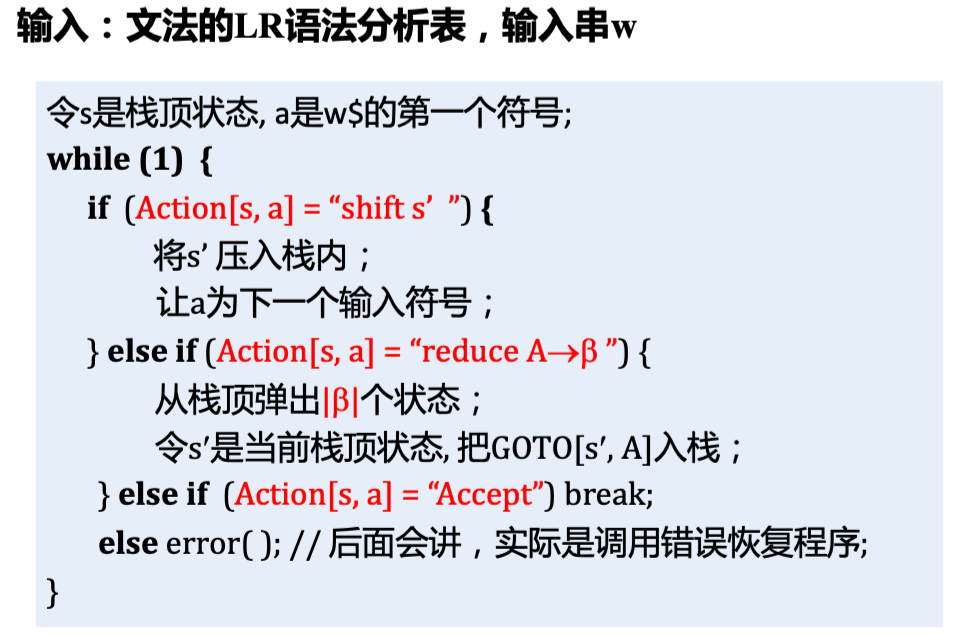 输入：文法的LR语法分析表，输入串w
令s是栈顶状态, a是w$的第一个符号;
while (1) {
if (Action[s, a] = “shift s’ ”) {
将s’ 压入栈内；
让a为下一个输入符号；
} else if (Action[s, a] = “reduce A→β ”) {
从栈顶弹出|β|个状态；
令s′是当前栈顶状态, 把GOTO[s′, A]入栈；
} else if (Action[s, a] = “Accept”) break;
else error( ); // 后面会讲，实际是调用错误恢复程序;
}